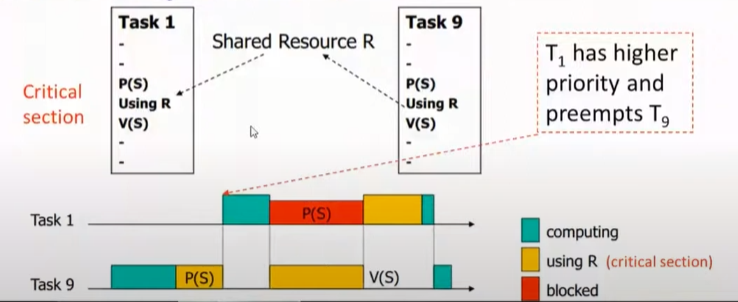 Task 1
-
-
P(S)
Using R
V(S)
-
-
Critical
section
Shared Resource R
Task 9
-
-
P(S)
Using R
V(S)
-
-
T1 has higher
priority and
preempts T9
Task 1
P(S)
Task 9
P(S)
V(S)
computing
using R (critical section)
blocked